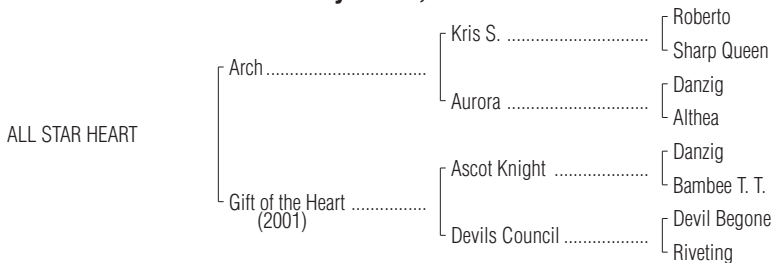 Roberto
Kris S. ................................
Sharp Queen
Arch ..................................
Danzig
Aurora ................................
Althea
ALL STAR HEART
Danzig
Ascot Knight .....................
Bambee T. T.
Gift of the Heart ................
(2001)
Devil Begone
Devils Council ...................
Riveting